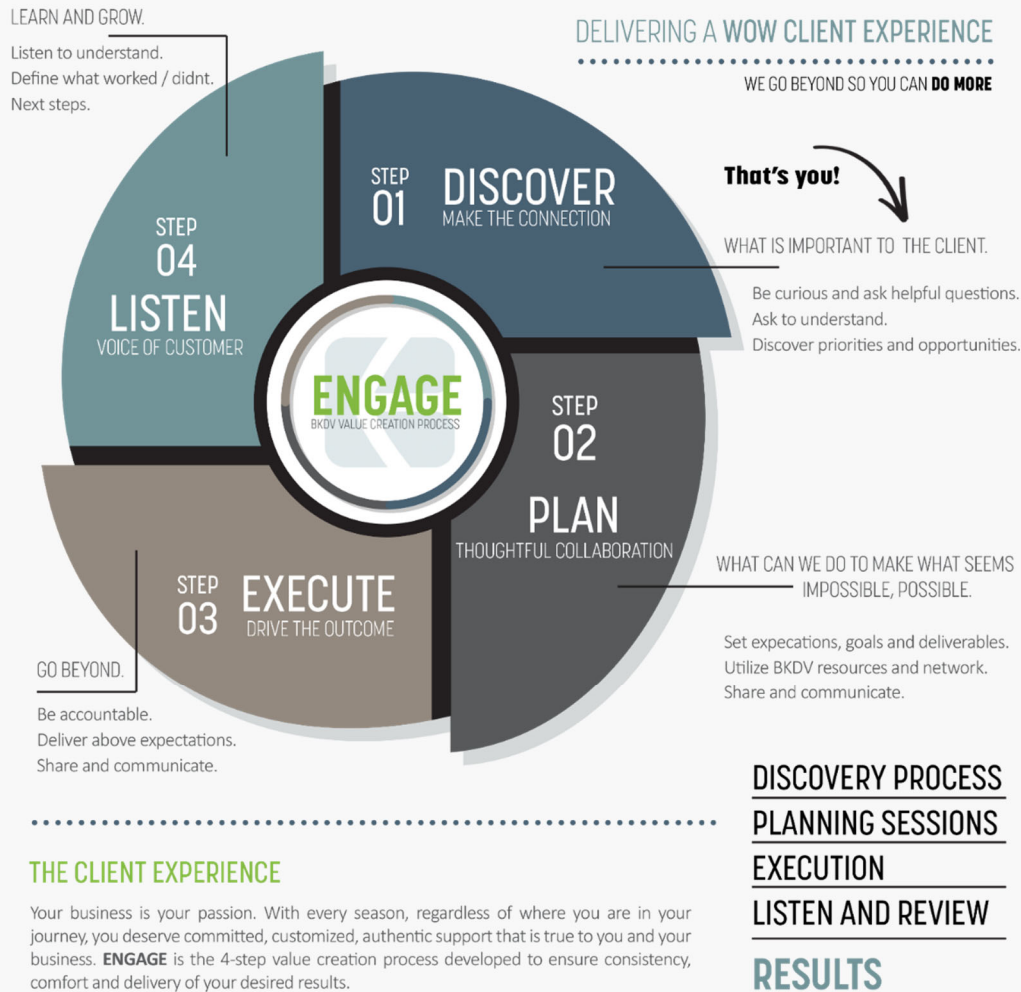 LEARN AND GROW.
Listen to understand.
Define what worked / didnt.
Next steps.
DELIVERING A WOW CLIENT EXPERIENCE
WE GO BEYOND SO YOU CAN DO MORE
That's you!
STEP
01
DISCOVER
MAKE THE CONNECTION
WHAT IS IMPORTANT TO THE CLIENT.
Be curious and ask helpful questions.
Ask to understand.
Discover priorities and opportunities.
STEP
04
LISTEN
VOICE OF CUSTOMER
ENGAGE
BKDV VALUE CREATION PROCESS
STEP
02
PLAN
THOUGHTFUL COLLABORATION
WHAT CAN WE DO TO MAKE WHAT SEEMS
IMPOSSIBLE, POSSIBLE.
Set expecations, goals and deliverables.
Utilize BKDV resources and network.
Share and communicate.
STEP
03
EXECUTE
DRIVE THE OUTCOME
GO BEYOND.
Be accountable.
Deliver above expectations.
Share and communicate.
THE CLIENT EXPERIENCE
Your business is your passion. With every season, regardless of where you are in your
journey, you deserve committed, customized, authentic support that is true to you and your
business. ENGAGE is the 4-step value creation process developed to ensure consistency,
comfort and delivery of your desired results.
DISCOVERY PROCESS
PLANNING SESSIONS
EXECUTION
LISTEN AND REVIEW
RESULTS